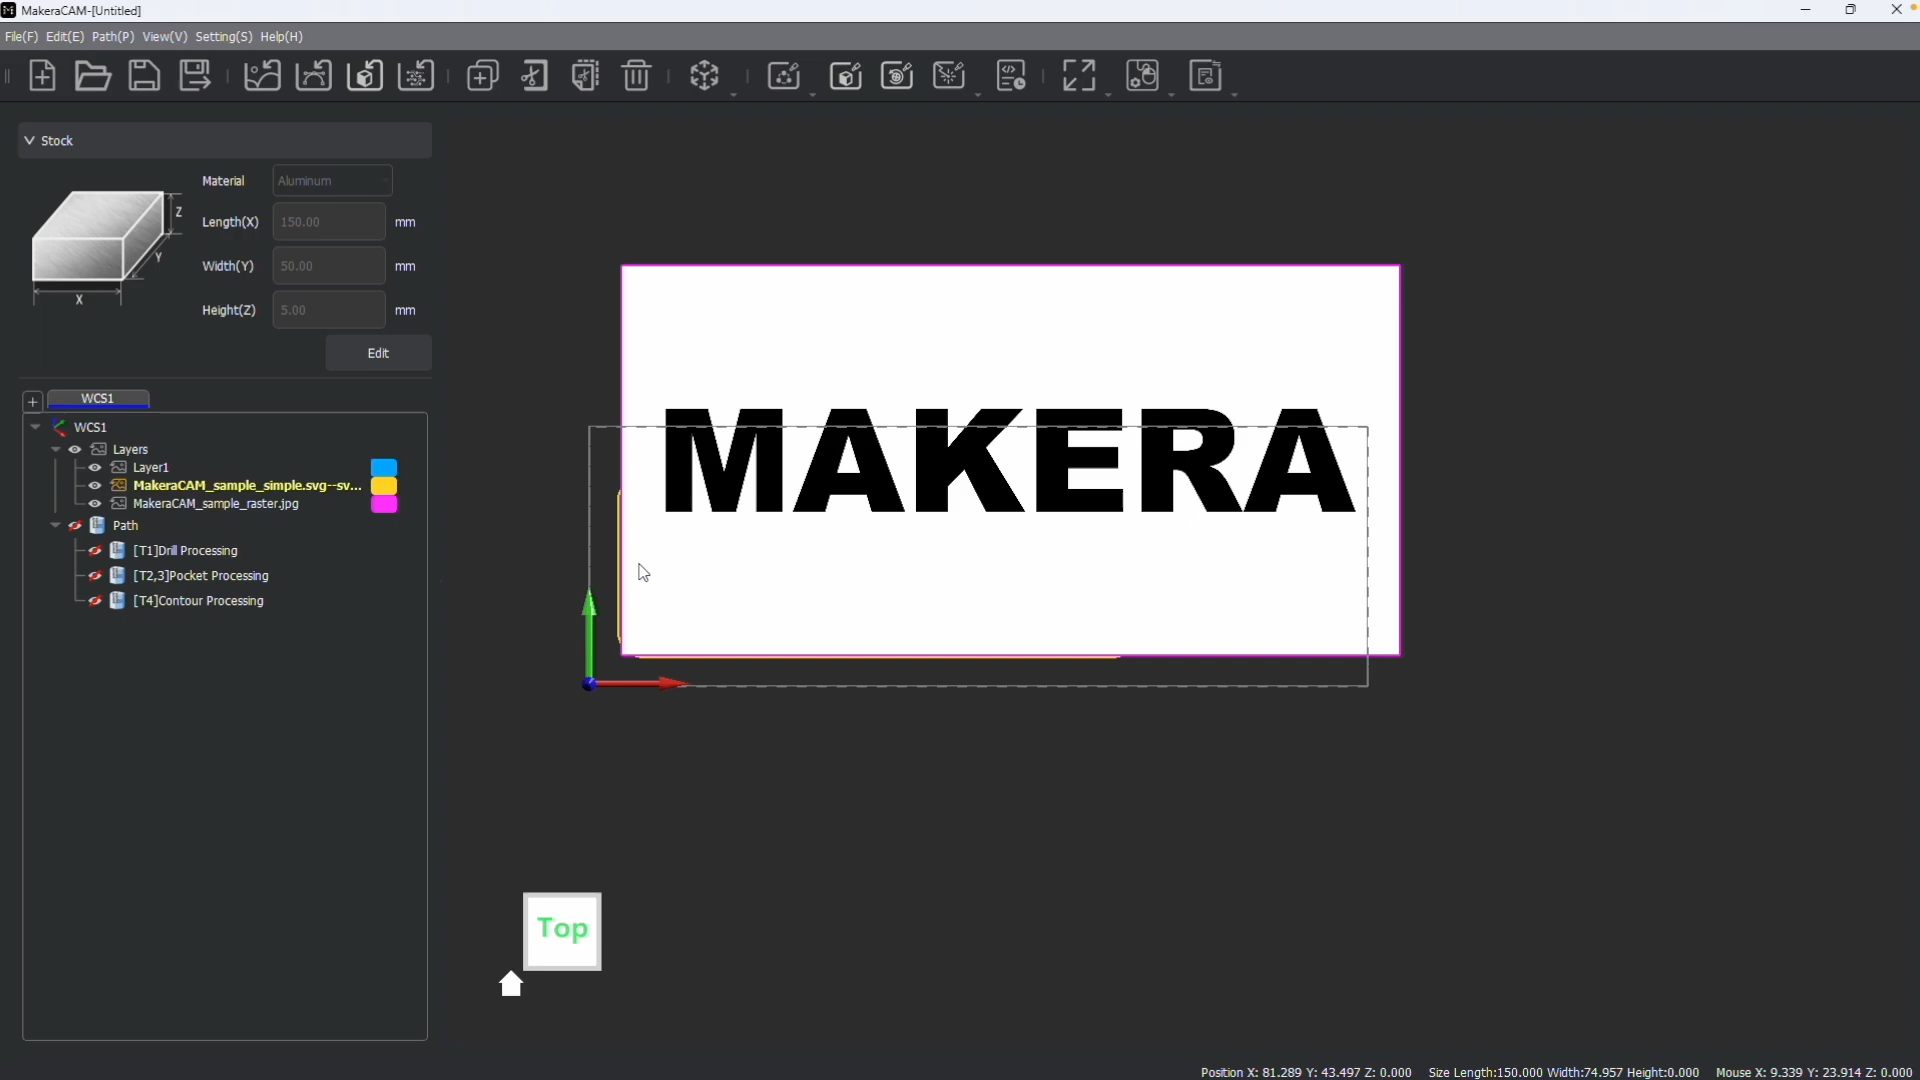 MakeraCAM-[Untitled]
File(F) Edit(E) Path(P) View(V) Setting(S) Help(H)
Stock
Material Aluminum
Length(X) 150.00 mm
Width(Y) 50.00 mm
Height(Z) 5.00 mm
Z
Y
X
Edit
+ WCS1
WCS1
Layers
Layer1
MakeraCAM_sample_simple.svg--sv...
MakeraCAM_sample_raster.jpg
Path
[T1]Drill Processing
[T2,3]Pocket Processing
[T4]Contour Processing
MAKERA
Top
Position X: 81.289 Y: 43.497 Z: 0.000 Size Length:150.000 Width:74.957 Height:0.000 Mouse X: 9.339 Y: 23.914 Z: 0.000